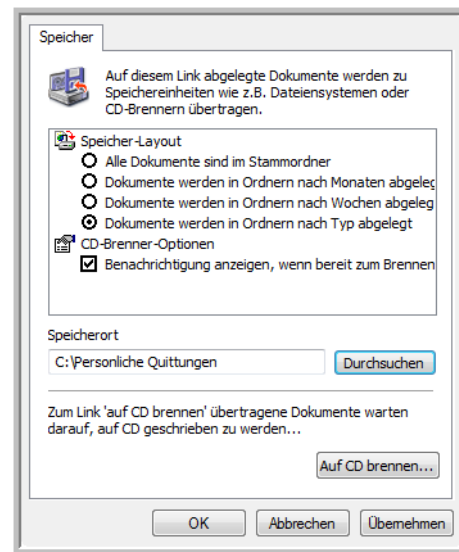 Speicher
Auf diesem Link abgelegte Dokumente werden zu
Speichereinheiten wie z.B. Dateiensystemen oder
CD-Brennern übertragen.
Speicher-Layout
Alle Dokumente sind im Stammordner
Dokumente werden in Ordnern nach Monaten abgeleg
Dokumente werden in Ordnern nach Wochen abgeleg
Dokumente werden in Ordnern nach Typ abgelegt
CD-Brenner-Optionen
Benachrichtigung anzeigen, wenn bereit zum Brennen
Speicherort
C:\Personliche Quittungen
Durchsuchen
Zum Link 'auf CD brennen' übertragene Dokumente warten
darauf, auf CD geschrieben zu werden...
Auf CD brennen...
OK Abbrechen Übernehmen